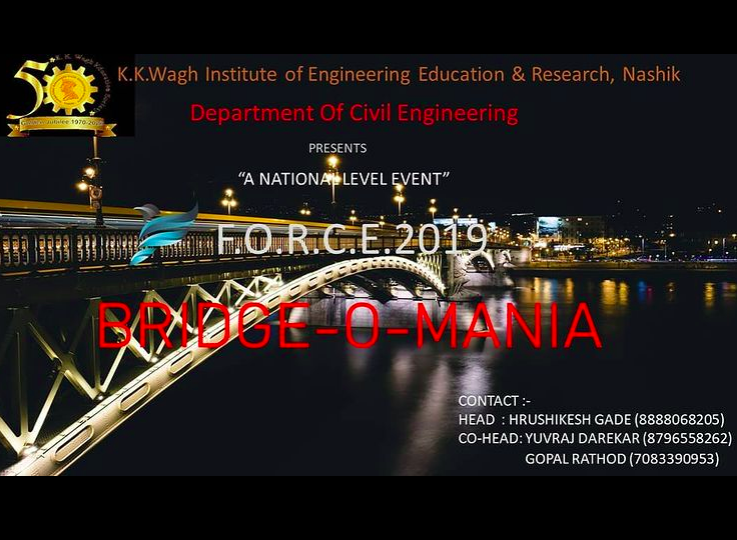 K.K.Wagh Institute of Engineering Education & Research, Nashik
Department Of Civil Engineering
PRESENTS
“A NATIONAL LEVEL EVENT”
F.O.R.C.E 2019
BRIDGE-O-MANIA
CONTACT :-
HEAD : HRUSHIKESH GADE (8888068205)
CO-HEAD: YUVRAJ DAREKAR (8796558262)
GOPAL RATHOD (7083390953)